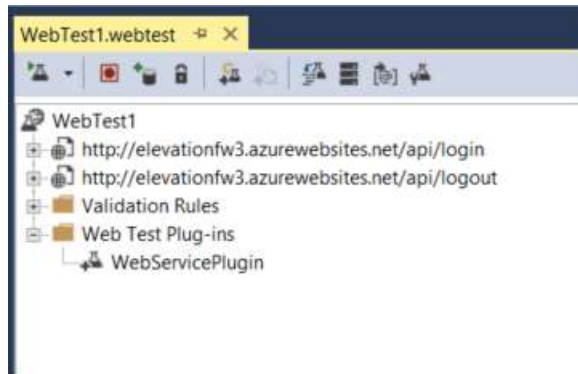 WebTest1.webtest
WebTest1
http://elevationfw3.azurewebsites.net/api/login
http://elevationfw3.azurewebsites.net/api/logout
Validation Rules
Web Test Plug-ins
WebServicePlugin